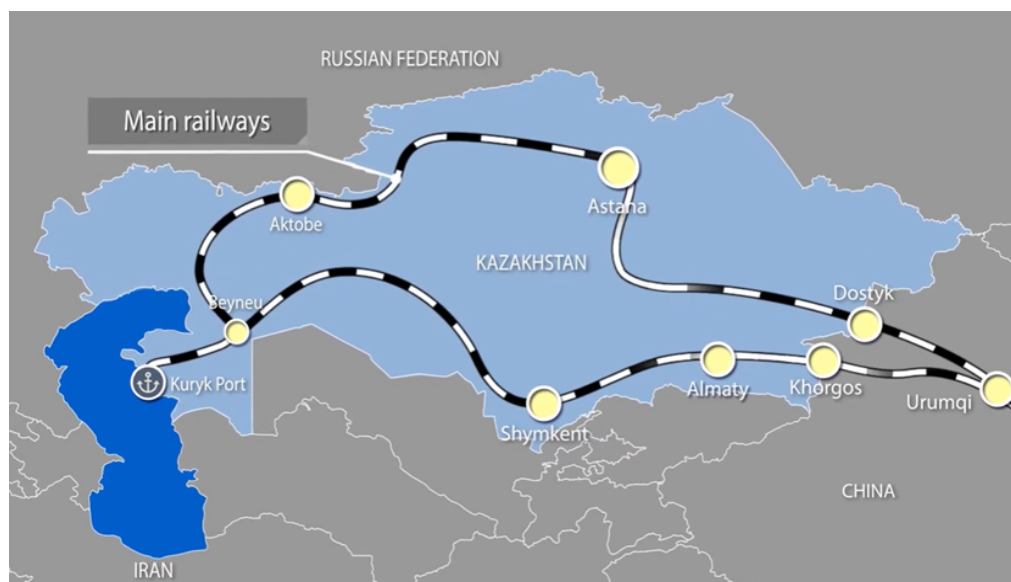 RUSSIAN FEDERATION
Main railways
Astana
Aktobe
KAZAKHSTAN
Dostyk
Beyneu
Kuryk Port
Almaty
Khorgos
Urumqi
Shymkent
CHINA
IRAN